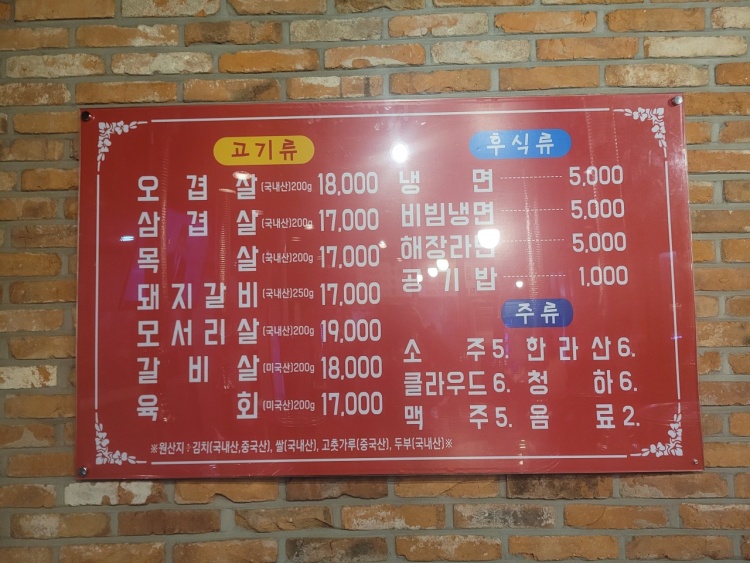 고기류
오겹살 (국내산)200g 18,000
삼겹살 (국내산)200g 17,000
목살 (국내산)200g 17,000
돼지갈비 (국내산)250g 17,000
모서리살 (국내산)200g 19,000
갈비살 (미국산)200g 18,000
육회 (미국산)200g 17,000
후식류
냉면 5,000
비빔냉면 5,000
해장라면 5,000
공기밥 1,000
주류
소주 5. 한라산 6.
클라우드 6. 청하 6.
맥주 5. 음료 2.
※원산지 : 김치(국내산,중국산), 쌀(국내산), 고춧가루(중국산), 두부(국내산)※